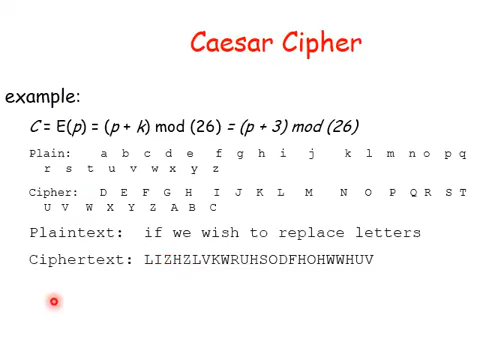 Caesar Cipher
example:
C = E(p) = (p + k) mod (26) = (p + 3) mod (26)
Plain: a b c d e f g h i j k l m n o p q
r s t u v w x y z
Cipher: D E F G H I J K L M N O P Q R S T
U V W X Y Z A B C
Plaintext: if we wish to replace letters
Ciphertext: LIZHZLVKWRUHSODFHOHWWHUV